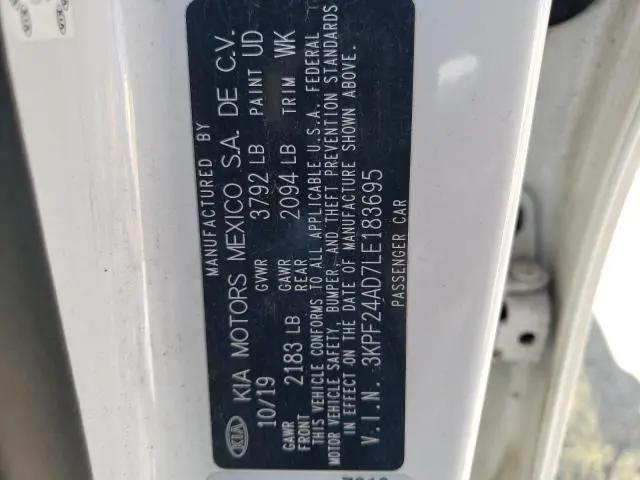 MANUFACTURED BY
KIA KIA MOTORS MEXICO S.A. DE C.V.
10/19 GVWR 3792 LB PAINT UD
GAWR FRONT 2183 LB GAWR REAR 2094 LB TRIM WK
THIS VEHICLE CONFORMS TO ALL APPLICABLE U.S.A. FEDERAL
MOTOR VEHICLE SAFETY, BUMPER, AND THEFT PREVENTION STANDARDS
IN EFFECT ON THE DATE OF MANUFACTURE SHOWN ABOVE.
V.I.N. 3KPF24AD7LE183695
PASSENGER CAR